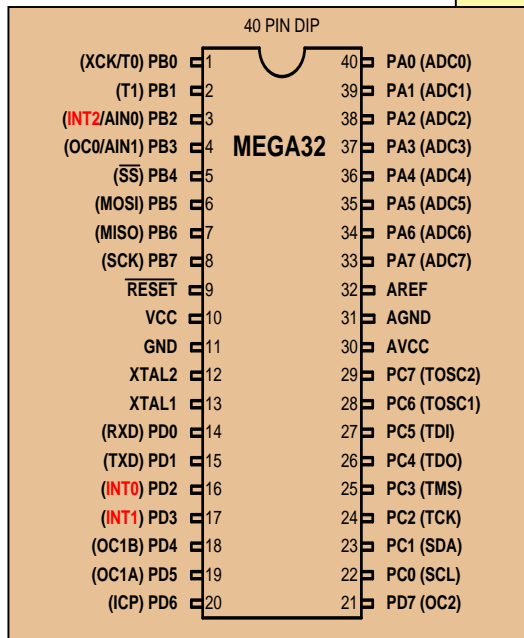 40 PIN DIP
MEGA32
(XCK/T0) PB0 1 40 PA0 (ADC0)
(T1) PB1 2 39 PA1 (ADC1)
(INT2/AIN0) PB2 3 38 PA2 (ADC2)
(OC0/AIN1) PB3 4 37 PA3 (ADC3)
(SS) PB4 5 36 PA4 (ADC4)
(MOSI) PB5 6 35 PA5 (ADC5)
(MISO) PB6 7 34 PA6 (ADC6)
(SCK) PB7 8 33 PA7 (ADC7)
RESET 9 32 AREF
VCC 10 31 AGND
GND 11 30 AVCC
XTAL2 12 29 PC7 (TOSC2)
XTAL1 13 28 PC6 (TOSC1)
(RXD) PD0 14 27 PC5 (TDI)
(TXD) PD1 15 26 PC4 (TDO)
(INT0) PD2 16 25 PC3 (TMS)
(INT1) PD3 17 24 PC2 (TCK)
(OC1B) PD4 18 23 PC1 (SDA)
(OC1A) PD5 19 22 PC0 (SCL)
(ICP) PD6 20 21 PD7 (OC2)